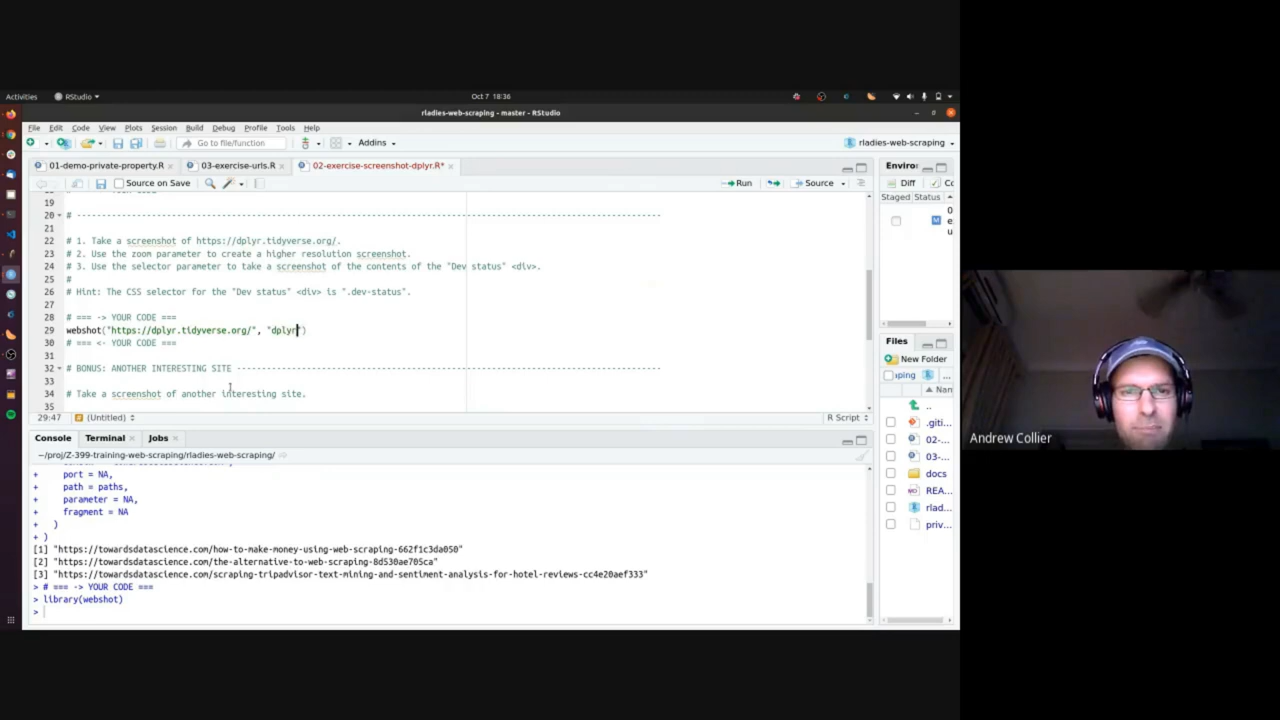 Activities
RStudio
Oct 7 18:36
rladies-web-scraping - master - RStudio
File Edit Code View Plots Session Build Debug Profile Tools Help
Go to file/function
Addins
rladies-web-scraping
01-demo-private-property.R
03-exercise-urls.R
02-exercise-screenshot-dplyr.R*
Source on Save
Run
Source
19
20 # ----------------------------------------------------------------------------------------------------
21
22 # 1. Take a screenshot of https://dplyr.tidyverse.org/.
23 # 2. Use the zoom parameter to create a higher resolution screenshot.
24 # 3. Use the selector parameter to take a screenshot of the contents of the "Dev status" <div>.
25 #
26 # Hint: The CSS selector for the "Dev status" <div> is ".dev-status".
27
28 # === -> YOUR CODE ===
29 webshot("https://dplyr.tidyverse.org/", "dplyr")
30 # === <- YOUR CODE ===
31
32 # BONUS: ANOTHER INTERESTING SITE ------------------------------------------------------------------------
33
34 # Take a screenshot of another interesting site.
35
29:47
(Untitled)
R Script
Console
Terminal
Jobs
~/proj/Z-399-training-web-scraping/rladies-web-scraping/
+ port = NA,
+ path = paths,
+ parameter = NA,
+ fragment = NA
+ )
+ )
[1] "https://towardsdatascience.com/how-to-make-money-using-web-scraping-662f1c3da050"
[2] "https://towardsdatascience.com/the-alternative-to-web-scraping-8d530ae705ca"
[3] "https://towardsdatascience.com/scraping-tripadvisor-text-mining-and-sentiment-analysis-for-hotel-reviews-cc4e20aef333"
> # === -> YOUR CODE ===
> library(webshot)
>
Enviro
Diff
Staged Status
Files
New Folder
aping
Nan
..
.giti...
02-...
03-...
docs
REA...
rlad...
priv...
Andrew Collier